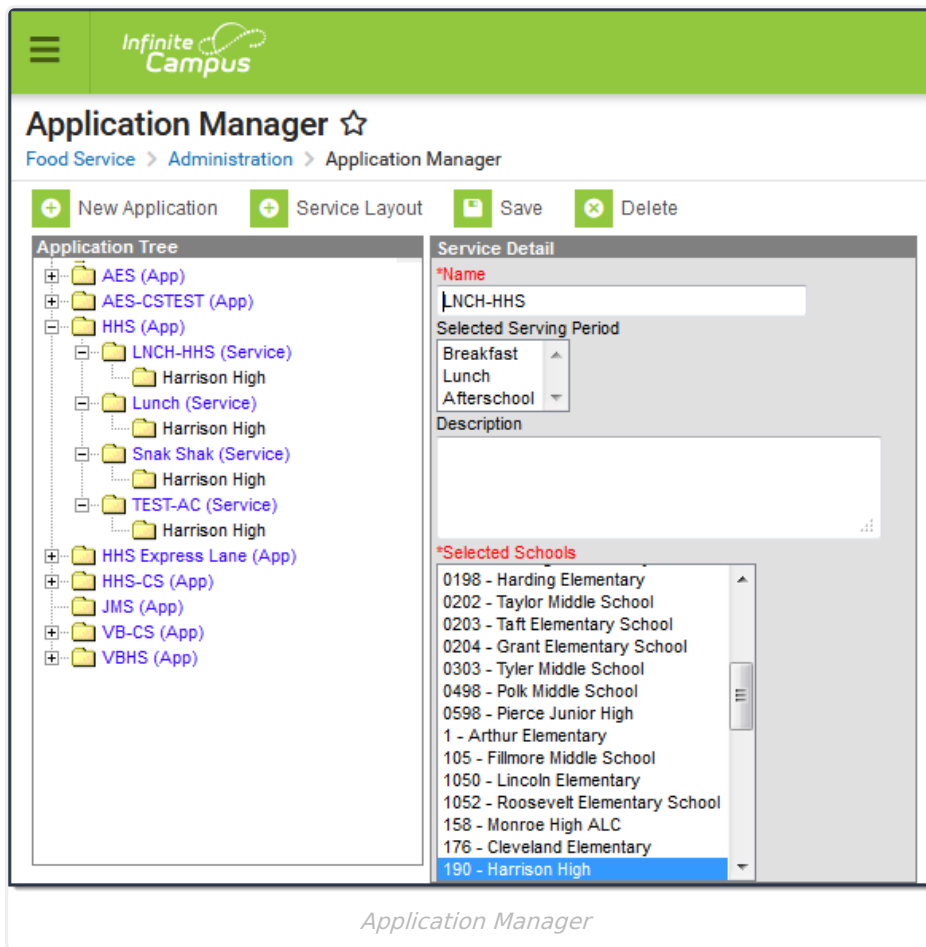 Infinite
Campus
Application Manager
Food Service > Administration > Application Manager
New Application Service Layout Save Delete
Application Tree
AES (App)
AES-CSTEST (App)
HHS (App)
LNCH-HHS (Service)
Harrison High
Lunch (Service)
Harrison High
Snak Shak (Service)
Harrison High
TEST-AC (Service)
Harrison High
HHS Express Lane (App)
HHS-CS (App)
JMS (App)
VB-CS (App)
VBHS (App)
Service Detail
*Name
LNCH-HHS
Selected Serving Period
Breakfast
Lunch
Afterschool
Description
*Selected Schools
0198 - Harding Elementary
0202 - Taylor Middle School
0203 - Taft Elementary School
0204 - Grant Elementary School
0303 - Tyler Middle School
0498 - Polk Middle School
0598 - Pierce Junior High
1 - Arthur Elementary
105 - Fillmore Middle School
1050 - Lincoln Elementary
1052 - Roosevelt Elementary School
158 - Monroe High ALC
176 - Cleveland Elementary
190 - Harrison High
Application Manager